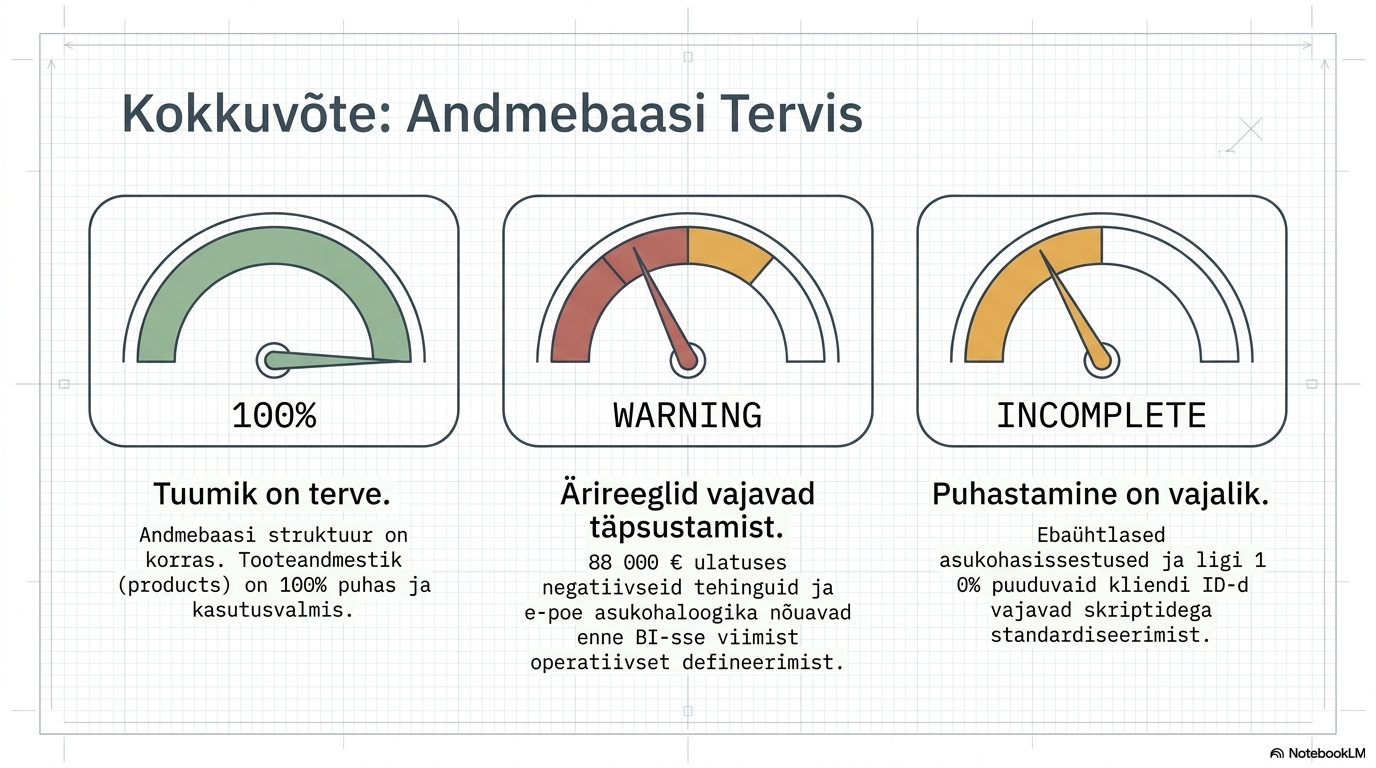 Kokkuvõte: Andmebaasi Tervis
100%
Tuumik on terve.
Andmebaasi struktuur on
korras. Tooteandmestik
(products) on 100% puhas ja
kasutusvalmis.
WARNING
Ärireeglid vajavad
täpsustamist.
88 000 € ulatuses
negatiivseid tehinguid ja
e-poe asukohaloogika nõuavad
enne BI-sse viimist
operatiivset defineerimist.
INCOMPLETE
Puhastamine on vajalik.
Ebaühtlased
asukohasissestused ja ligi 1
0% puuduvaid kliendi ID-d
vajavad skriptidega
standardiseerimist.
NotebookLM